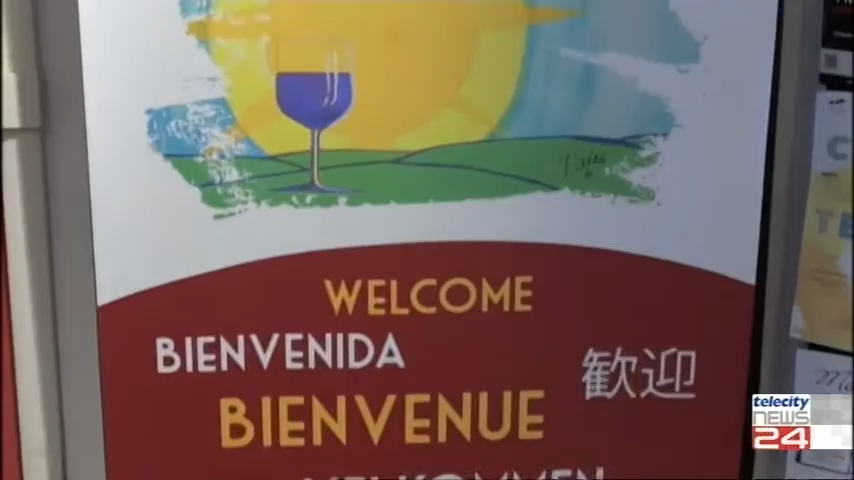 WELCOME
BIENVENIDA
歓迎
BIENVENUE
telecity
NEWS
24